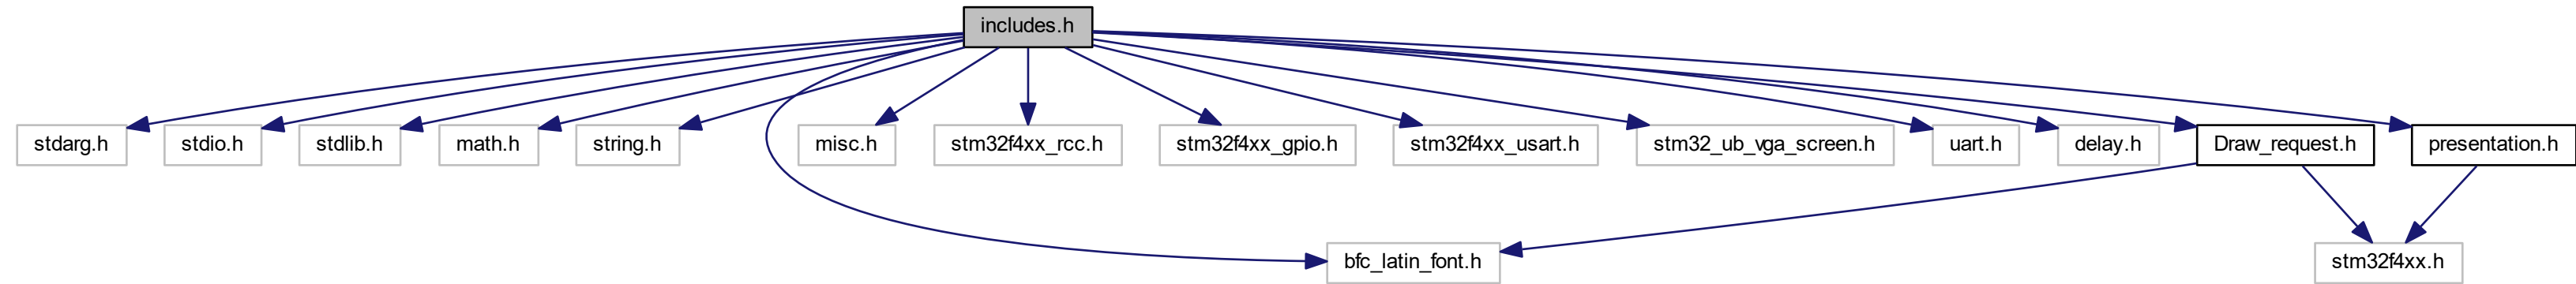 includes.h
stdarg.h
stdio.h
stdlib.h
math.h
string.h
misc.h
stm32f4xx_rcc.h
stm32f4xx_gpio.h
stm32f4xx_usart.h
stm32_ub_vga_screen.h
uart.h
delay.h
Draw_request.h
presentation.h
bfc_latin_font.h
stm32f4xx.h